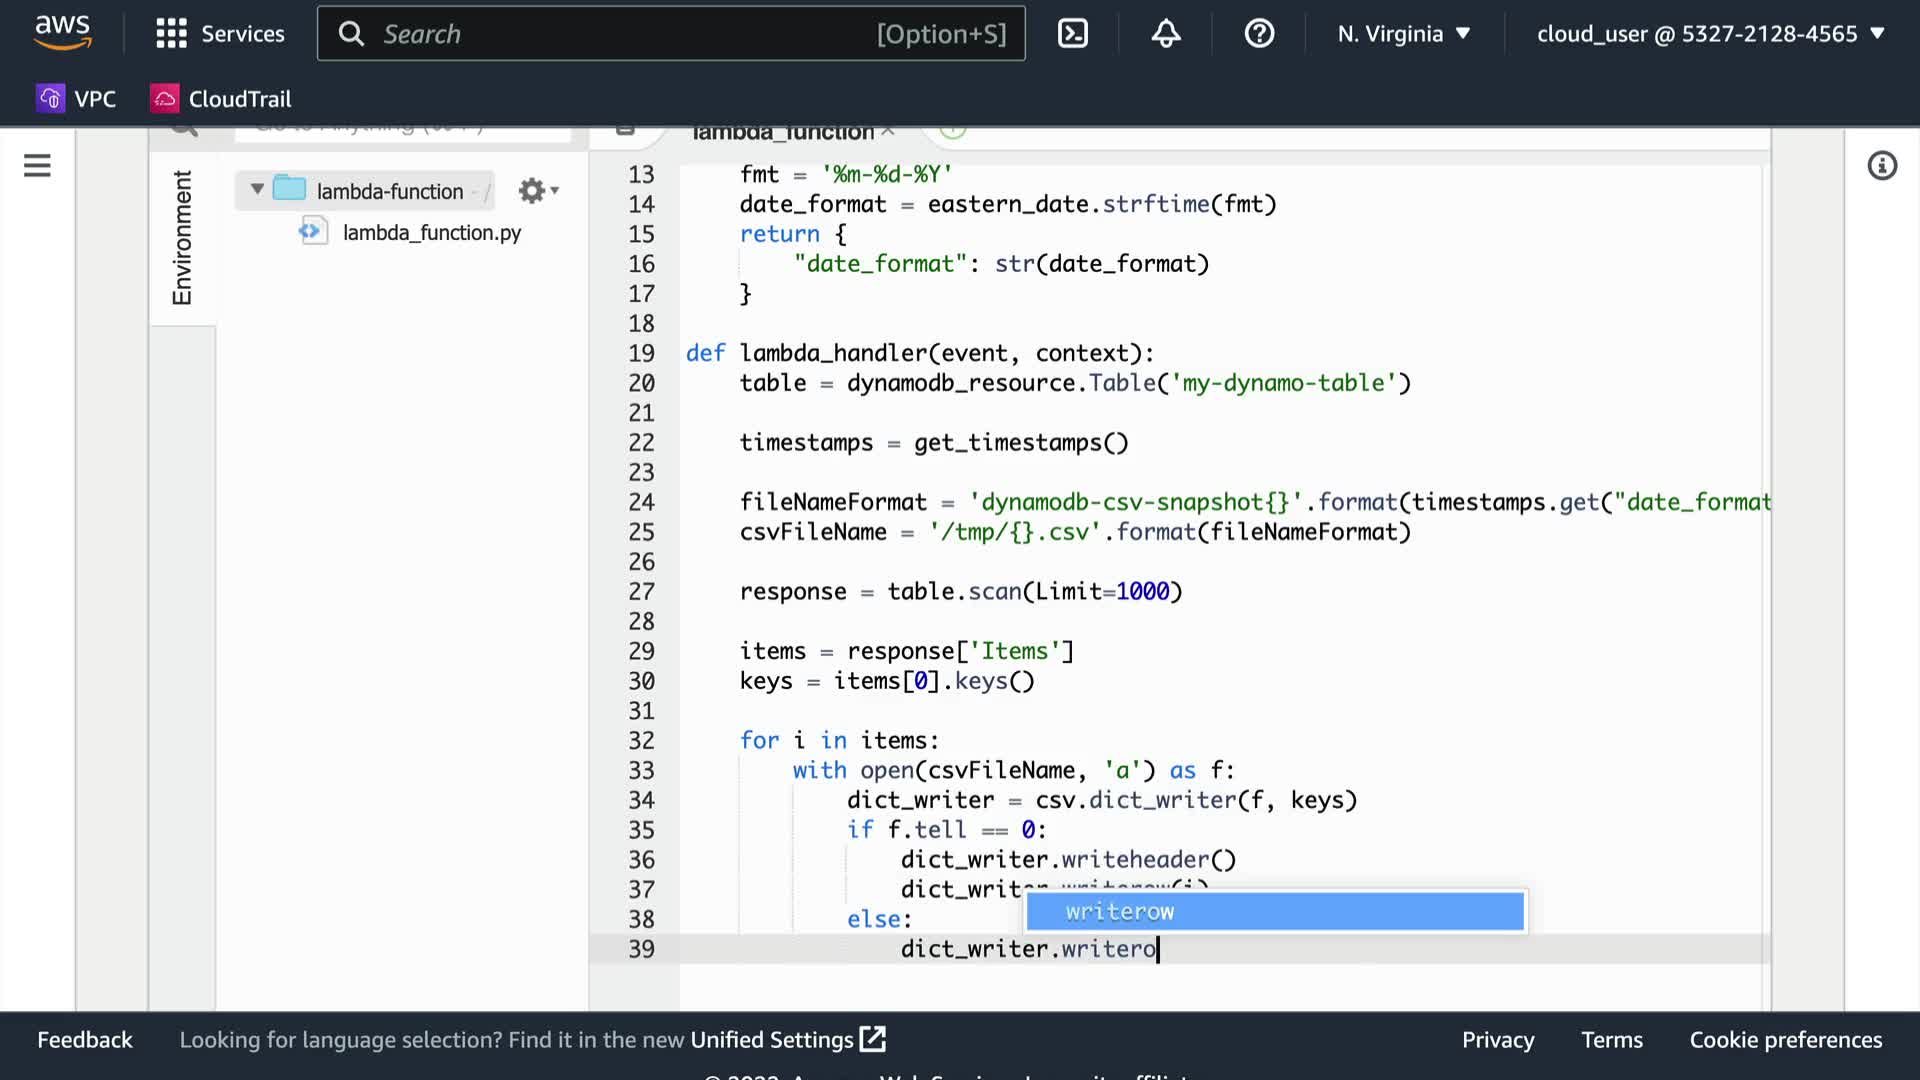 aws
Services
Search
[Option+S]
N. Virginia
cloud_user @ 5327-2128-4565
VPC
CloudTrail
lambda_function ×
Environment
lambda-function - /
lambda_function.py
13 fmt = '%m-%d-%Y'
14 date_format = eastern_date.strftime(fmt)
15 return {
16 "date_format": str(date_format)
17 }
18
19 def lambda_handler(event, context):
20 table = dynamodb_resource.Table('my-dynamo-table')
21
22 timestamps = get_timestamps()
23
24 fileNameFormat = 'dynamodb-csv-snapshot{}'.format(timestamps.get("date_format
25 csvFileName = '/tmp/{}.csv'.format(fileNameFormat)
26
27 response = table.scan(Limit=1000)
28
29 items = response['Items']
30 keys = items[0].keys()
31
32 for i in items:
33 with open(csvFileName, 'a') as f:
34 dict_writer = csv.dict_writer(f, keys)
35 if f.tell == 0:
36 dict_writer.writeheader()
37 dict_writer.writerow(i)
38 else:
writerow
39 dict_writer.writero
Feedback
Looking for language selection? Find it in the new Unified Settings
Privacy
Terms
Cookie preferences